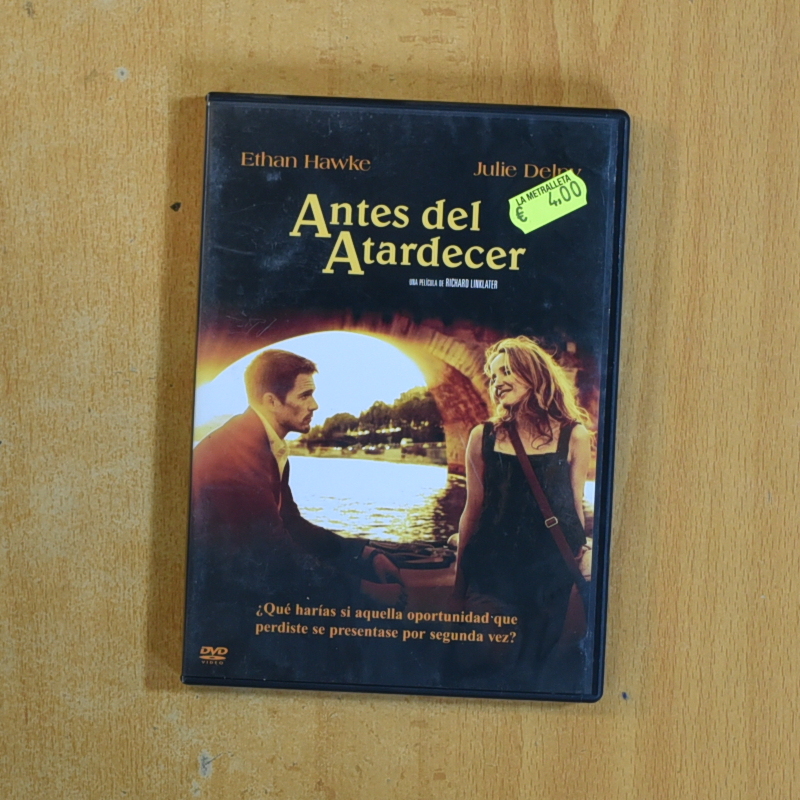 Ethan Hawke
Julie Delpy
LA METRALLETA
€ 4,00
Antes del
Atardecer
UNA PELÍCULA DE RICHARD LINKLATER
¿Qué harías si aquella oportunidad que
perdiste se presentase por segunda vez?
DVD
VIDEO